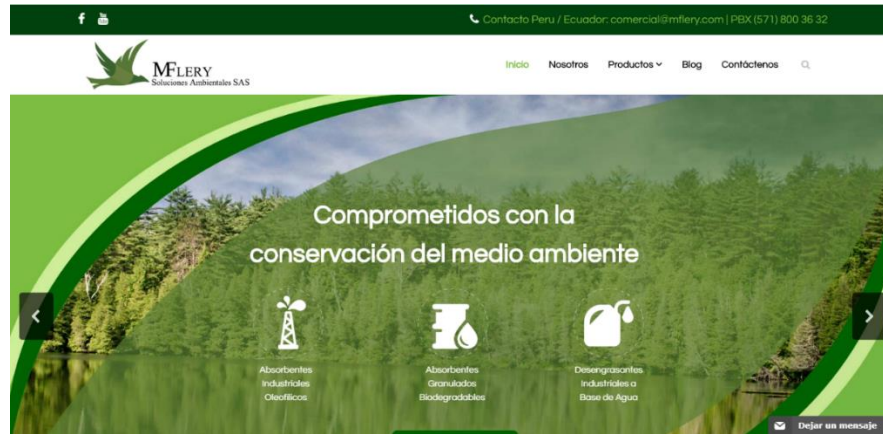 Contacto Peru / Ecuador: comercial@mflery.com | PBX (571) 800 36 32
MFLERY
Soluciones Ambientales SAS
Inicio Nosotros Productos Blog Contáctenos
Comprometidos con la
conservación del medio ambiente
Absorbentes
Industriales
Oleofílicos
Absorbentes
Granulados
Biodegradables
Desengrasantes
Industriales a
Base de Agua
Dejar un mensaje